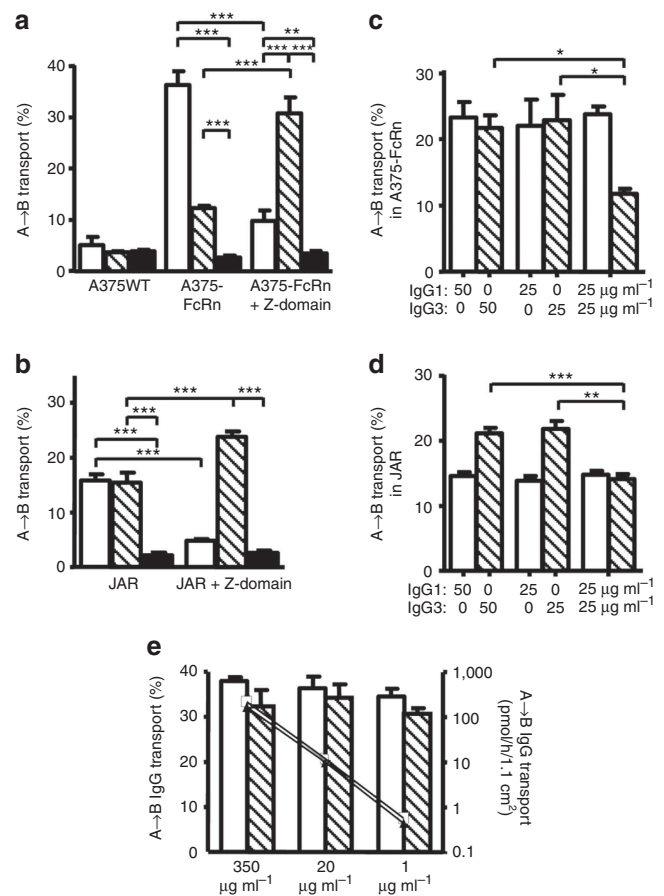 a
A→B transport (%)
40
30
20
10
0
***
***
***
**
*** ***
***
***
A375WT
A375-
FcRn
A375-FcRn
+ Z-domain
b
A→B transport (%)
30
20
10
0
***
***
***
***
***
JAR
JAR + Z-domain
c
A→B transport (%)
in A375-FcRn
30
20
10
0
*
*
IgG1: 50 0 25 0 25 μg ml⁻¹
IgG3: 0 50 0 25 25 μg ml⁻¹
d
A→B transport (%)
in JAR
30
20
10
0
***
**
IgG1: 50 0 25 0 25 μg ml⁻¹
IgG3: 0 50 0 25 25 μg ml⁻¹
e
A→B IgG transport (%)
40
30
20
10
0
1,000
100
10
1
0.1
A→B IgG transport
(pmol/h/1.1 cm²)
350
μg ml⁻¹
20
μg ml⁻¹
1
μg ml⁻¹